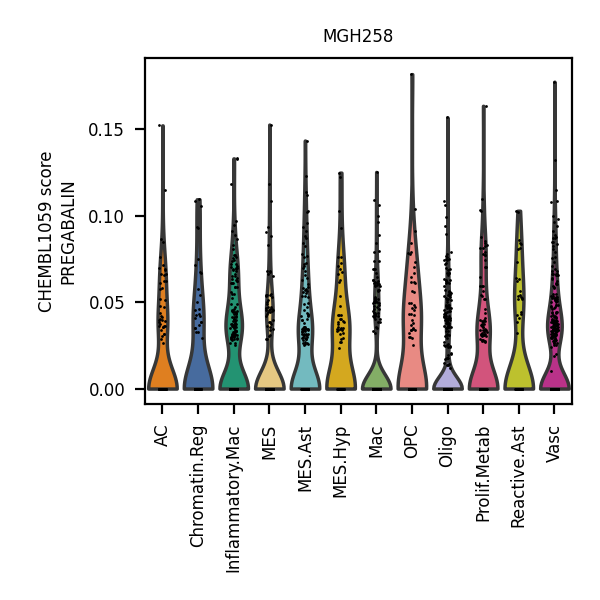 MGH258
CHEMBL1059 score
PREGABALIN
0.15
0.10
0.05
0.00
AC
Chromatin.Reg
Inflammatory.Mac
MES
MES.Ast
MES.Hyp
Mac
OPC
Oligo
Prolif.Metab
Reactive.Ast
Vasc